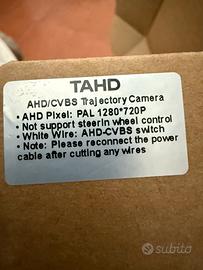 TAHD
AHD/CVBS Trajectory Camera
• AHD Pixel: PAL 1280*720P
• Not support steerin wheel control
• White Wire: AHD-CVBS switch
• Note: Please reconnect the power
cable after cutting any wires
subito